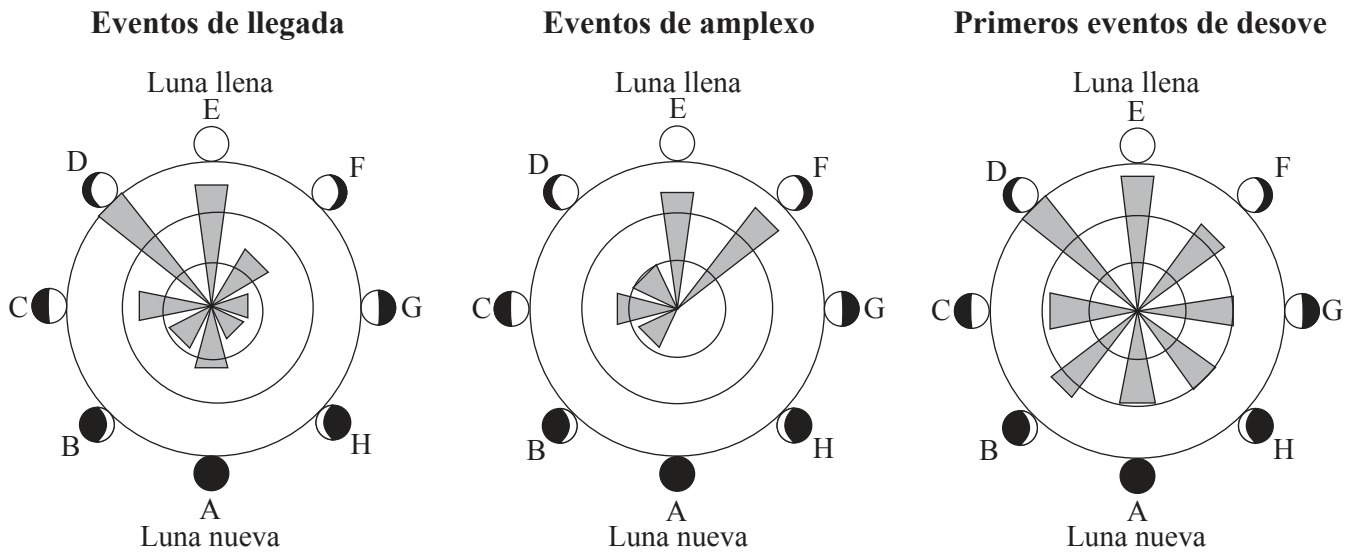 Eventos de llegada
Luna llena
E
D
F
C
G
B
H
A
Luna nueva
Eventos de amplexo
Luna llena
E
D
F
C
G
B
H
A
Luna nueva
Primeros eventos de desove
Luna llena
E
D
F
C
G
B
H
A
Luna nueva